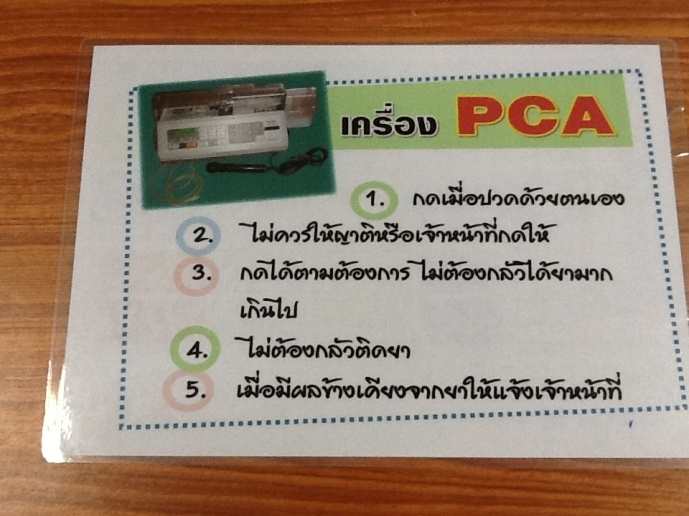 เครื่อง PCA
1. กดเมื่อปวดด้วยตนเอง
2. ไม่ควรให้ญาติหรือเจ้าหน้าที่กดให้
3. กดได้ตามต้องการ ไม่ต้องกลัวได้ยามาก
เกินไป
4. ไม่ต้องกลัวติดยา
5. เมื่อมีผลข้างเคียงจากยาให้แจ้งเจ้าหน้าที่